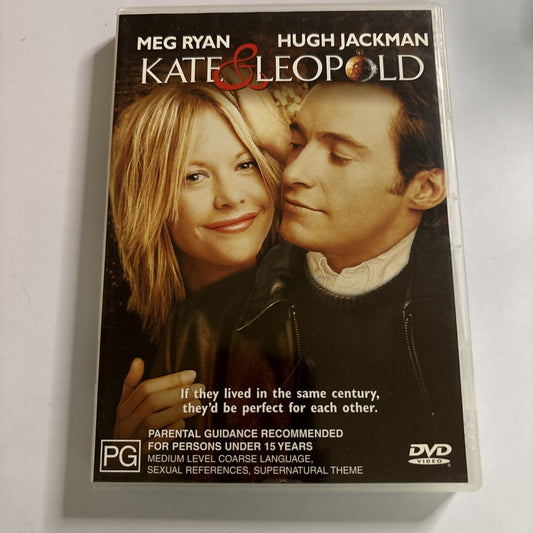 MEG RYAN HUGH JACKMAN
KATE & LEOPOLD
If they lived in the same century,
they'd be perfect for each other.
PARENTAL GUIDANCE RECOMMENDED
FOR PERSONS UNDER 15 YEARS
MEDIUM LEVEL COARSE LANGUAGE,
SEXUAL REFERENCES, SUPERNATURAL THEME
PG
DVD
VIDEO